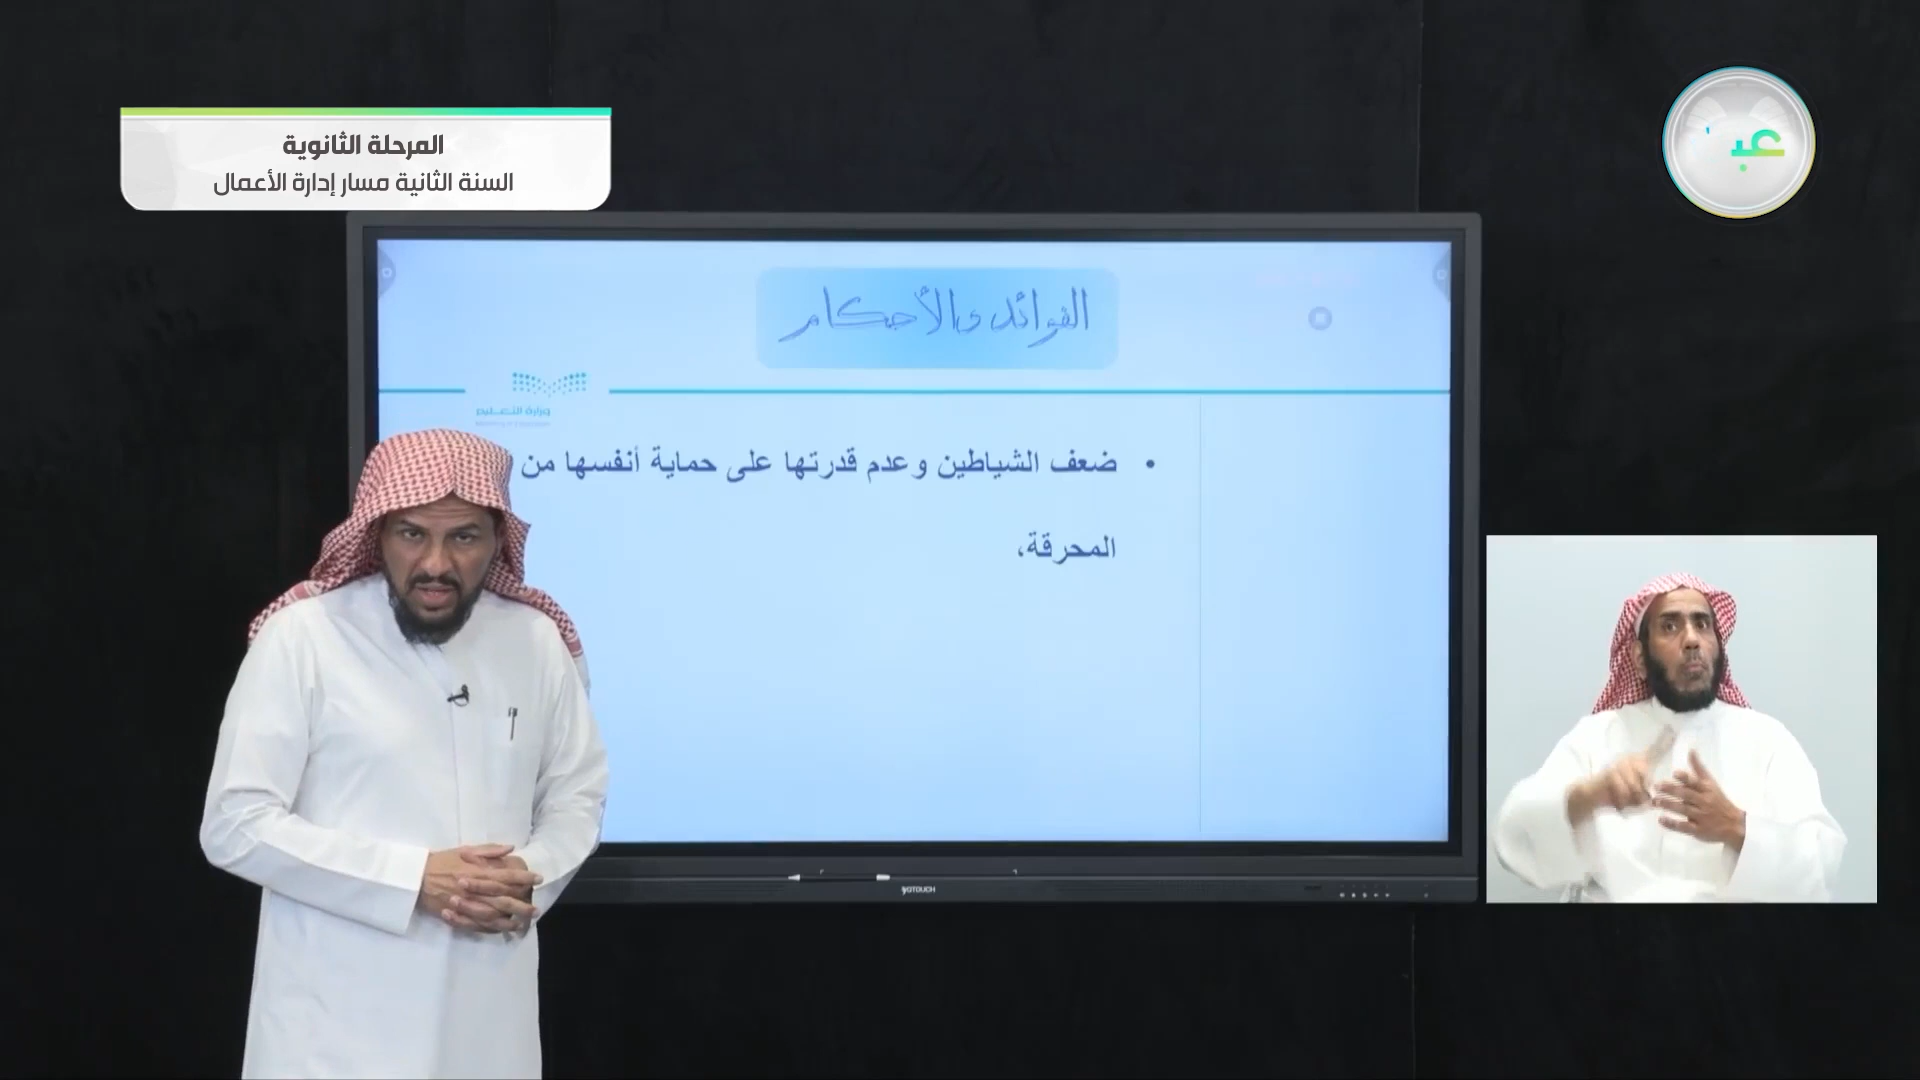 المرحلة الثانوية
السنة الثانية مسار إدارة الأعمال
الفوائد والأحكام
وزارة التعليم
• ضعف الشياطين وعدم قدرتها على حماية أنفسها من
المحرقة،